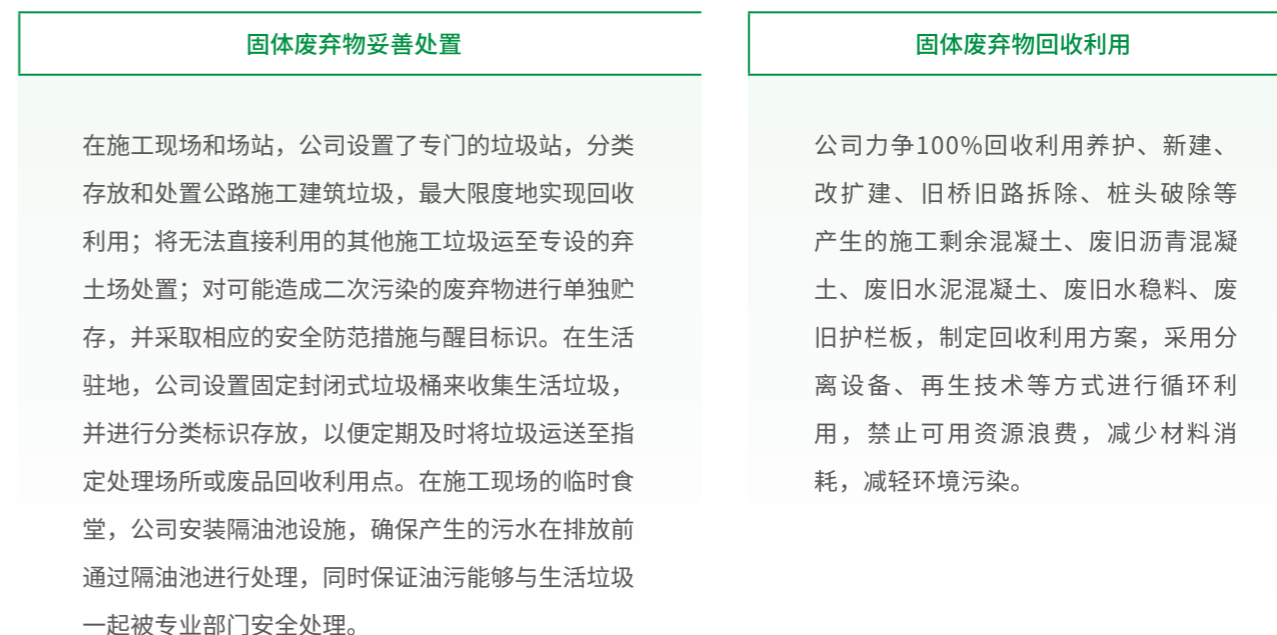 固体废弃物妥善处置
在施工现场和场站，公司设置了专门的垃圾站，分类
存放和处置公路施工建筑垃圾，最大限度地实现回收
利用；将无法直接利用的其他施工垃圾运至专设的弃
土场处置；对可能造成二次污染的废弃物进行单独贮
存，并采取相应的安全防范措施与醒目标识。在生活
驻地，公司设置固定封闭式垃圾桶来收集生活垃圾，
并进行分类标识存放，以便定期及时将垃圾运送至指
定处理场所或废品回收利用点。在施工现场的临时食
堂，公司安装隔油池设施，确保产生的污水在排放前
通过隔油池进行处理，同时保证油污能够与生活垃圾
一起被专业部门安全处理。
固体废弃物回收利用
公司力争100%回收利用养护、新建、
改扩建、旧桥旧路拆除、桩头破除等
产生的施工剩余混凝土、废旧沥青混凝
土、废旧水泥混凝土、废旧水稳料、废
旧护栏板，制定回收利用方案，采用分
离设备、再生技术等方式进行循环利
用，禁止可用资源浪费，减少材料消
耗，减轻环境污染。